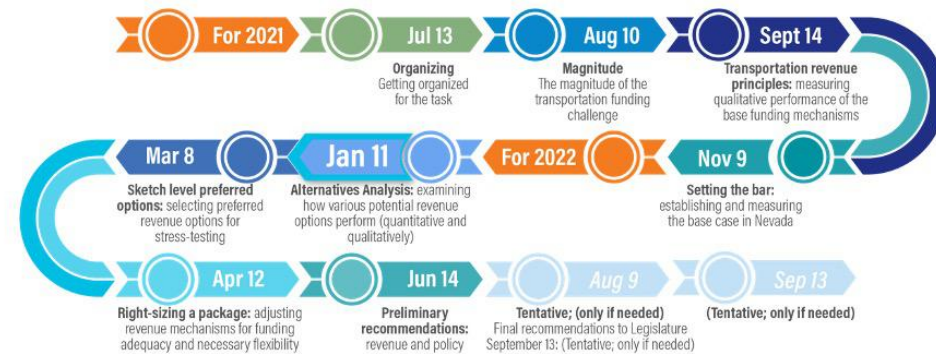 For 2021
Jul 13
Organizing
Getting organized
for the task
Aug 10
Magnitude
The magnitude of the
transportation funding
challenge
Sept 14
Transportation revenue
principles: measuring
qualitative performance of the
base funding mechanisms
Nov 9
Setting the bar:
establishing and measuring
the base case in Nevada
For 2022
Jan 11
Alternatives Analysis: examining
how various potential revenue
options perform (quantitative and
qualitatively)
Mar 8
Sketch level preferred
options: selecting preferred
revenue options for
stress-testing
Apr 12
Right-sizing a package: adjusting
revenue mechanisms for funding
adequacy and necessary flexibility
Jun 14
Preliminary
recommendations:
revenue and policy
Aug 9
Tentative; (only if needed)
Final recommendations to Legislature
September 13: (Tentative; only if needed)
Sep 13
(Tentative; only if needed)